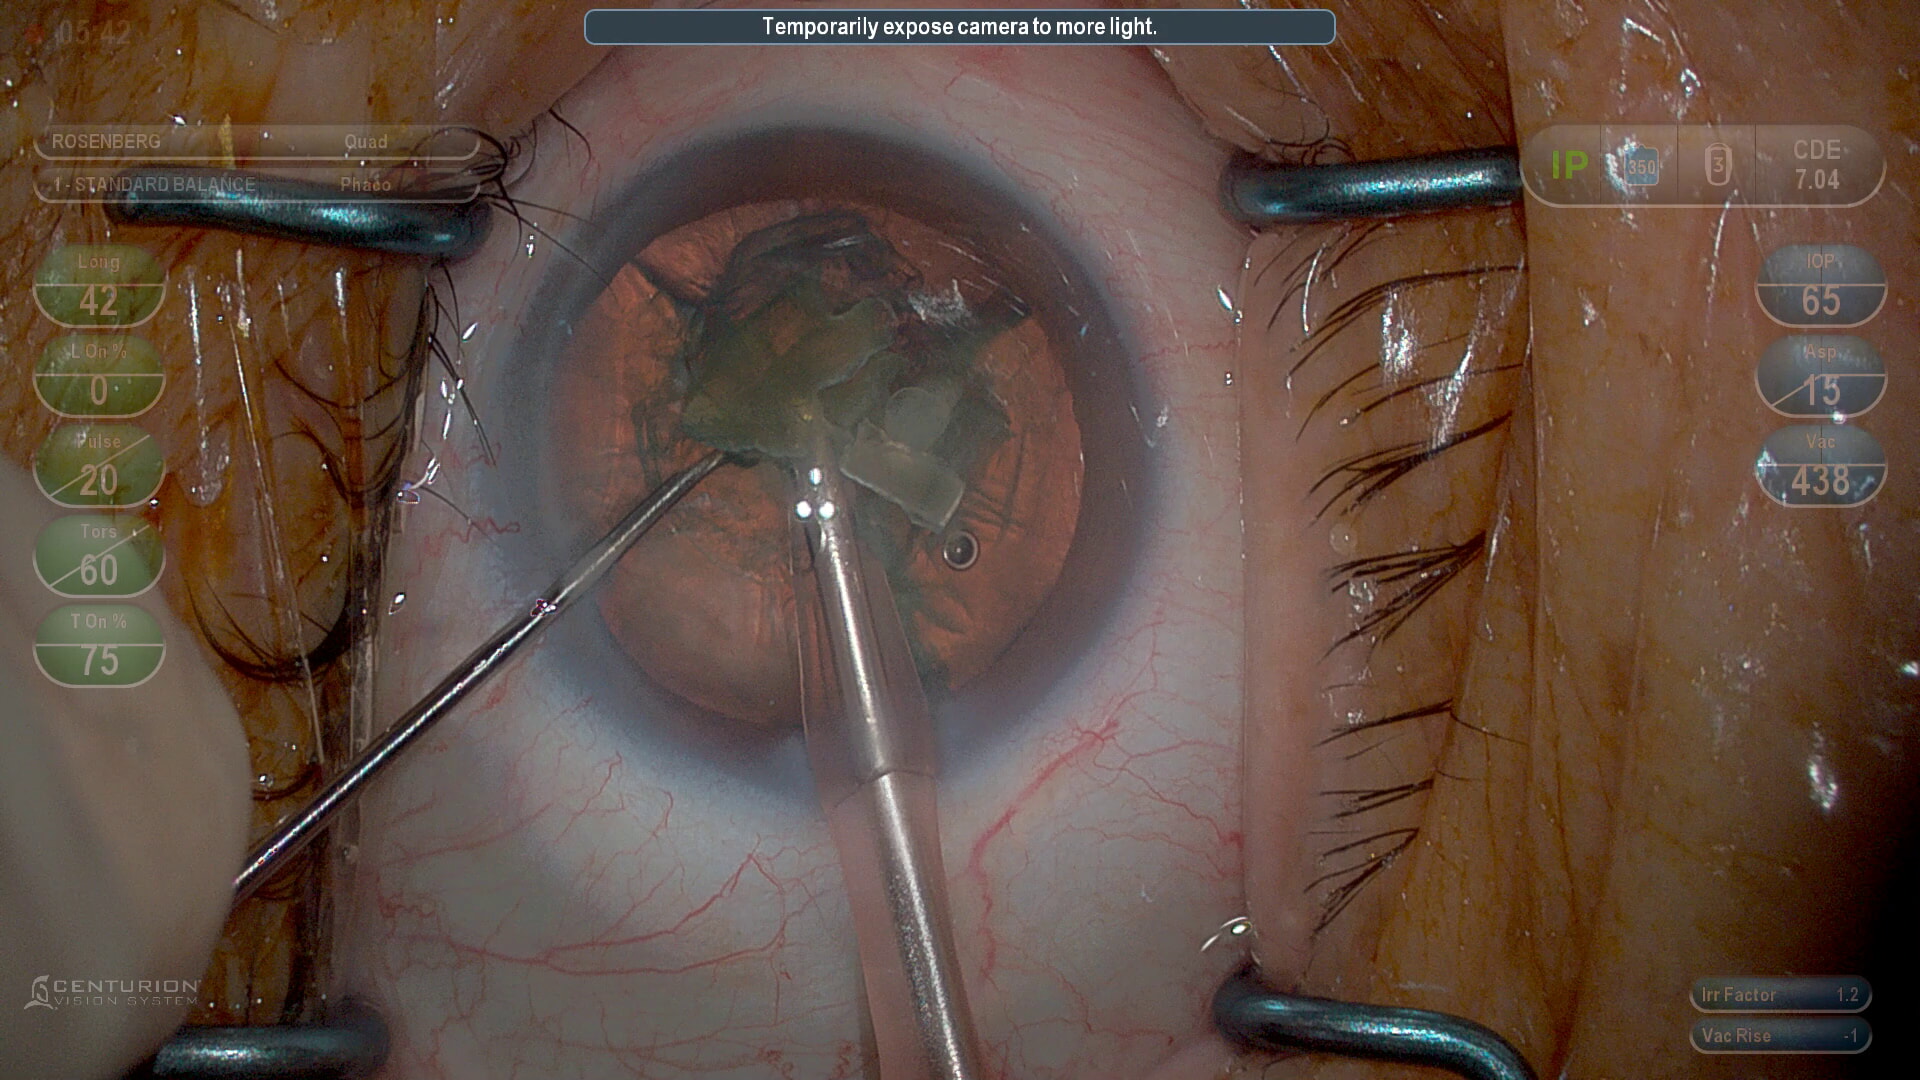 Temporarily expose camera to more light.
05:42
ROSENBERG Quad
1 - STANDARD BALANCE Phaco
IP 350 3 CDE 7.04
Long
42
L On %
0
Pulse
20
Tors
60
T On %
75
IOP
65
Asp
15
Vac
438
CENTURION
VISION SYSTEM
Irr Factor 1.2
Vac Rise -1